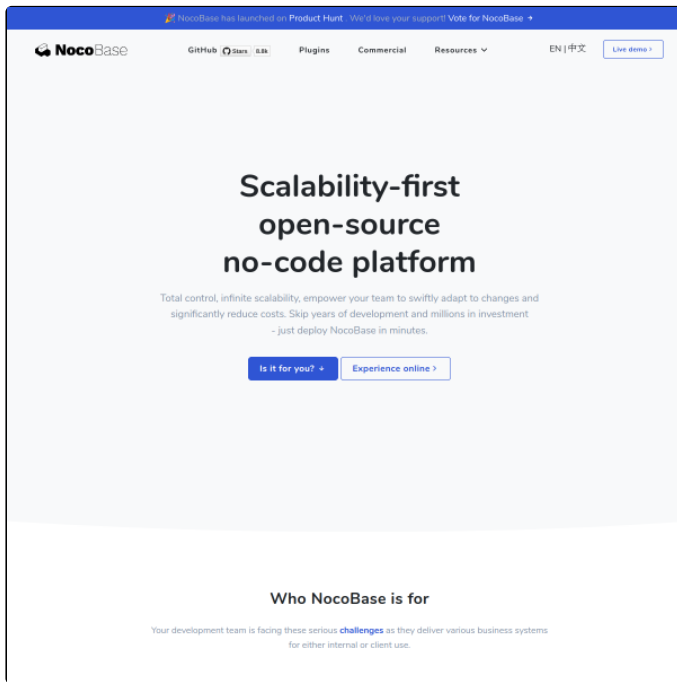 🎉 NocoBase has launched on Product Hunt . We'd love your support! Vote for NocoBase →
NocoBase
GitHub Stars 8.8k Plugins Commercial Resources EN | 中文 Live demo >
Scalability-first
open-source
no-code platform
Total control, infinite scalability, empower your team to swiftly adapt to changes and
significantly reduce costs. Skip years of development and millions in investment
- just deploy NocoBase in minutes.
Is it for you? ↓ Experience online >
Who NocoBase is for
Your development team is facing these serious challenges as they deliver various business systems
for either internal or client use.